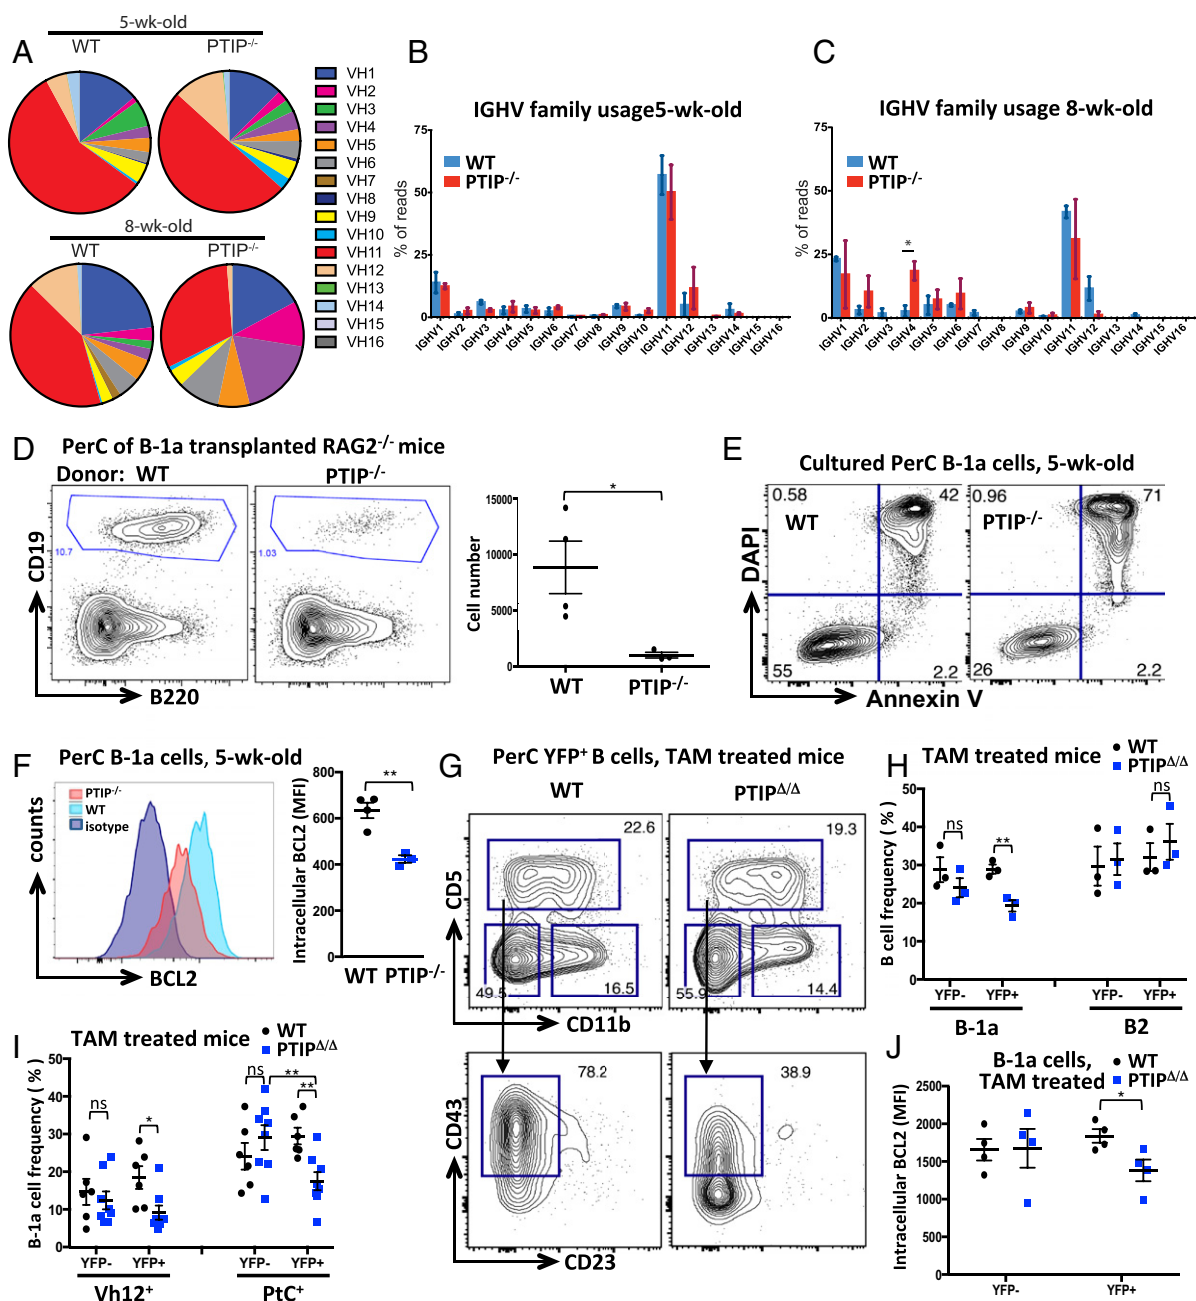 A
5-wk-old
WT
PTIP-/-
8-wk-old
WT
PTIP-/-
VH1
VH2
VH3
VH4
VH5
VH6
VH7
VH8
VH9
VH10
VH11
VH12
VH13
VH14
VH15
VH16
B
IGHV family usage5-wk-old
75
50
25
0
% of reads
WT
PTIP-/-
IGHV1
IGHV2
IGHV3
IGHV4
IGHV5
IGHV6
IGHV7
IGHV8
IGHV9
IGHV10
IGHV11
IGHV12
IGHV13
IGHV14
IGHV15
IGHV16
C
IGHV family usage 8-wk-old
75
50
25
0
% of reads
WT
PTIP-/-
*
IGHV1
IGHV2
IGHV3
IGHV4
IGHV5
IGHV6
IGHV7
IGHV8
IGHV9
IGHV10
IGHV11
IGHV12
IGHV13
IGHV14
IGHV15
IGHV16
D
PerC of B-1a transplanted RAG2-/- mice
Donor: WT
PTIP-/-
10.7
1.03
CD19
B220
15000
10000
5000
0
Cell number
*
WT
PTIP-/-
E
Cultured PerC B-1a cells, 5-wk-old
0.58
42
WT
55
2.2
0.96
71
PTIP-/-
26
2.2
DAPI
Annexin V
F
PerC B-1a cells, 5-wk-old
PTIP-/-
WT
isotype
counts
BCL2
800
600
400
200
0
Intracellular BCL2 (MFI)
**
WT PTIP-/-
G
PerC YFP+ B cells, TAM treated mice
WT
PTIPΔ/Δ
22.6
49.5
16.5
19.3
55.9
14.4
CD5
CD11b
78.2
38.9
CD43
CD23
H
TAM treated mice
WT
PTIPΔ/Δ
50
40
30
20
10
0
B cell frequency (%)
ns
**
ns
YFP-
YFP+
YFP-
YFP+
B-1a
B2
I
TAM treated mice
WT
PTIPΔ/Δ
50
40
30
20
10
0
B-1a cell frequency (%)
ns
*
ns
**
**
YFP-
YFP+
YFP-
YFP+
Vh12+
PtC+
J
B-1a cells,
TAM treated
WT
PTIPΔ/Δ
2500
2000
1500
1000
500
0
Intracellular BCL2 (MFI)
*
YFP-
YFP+